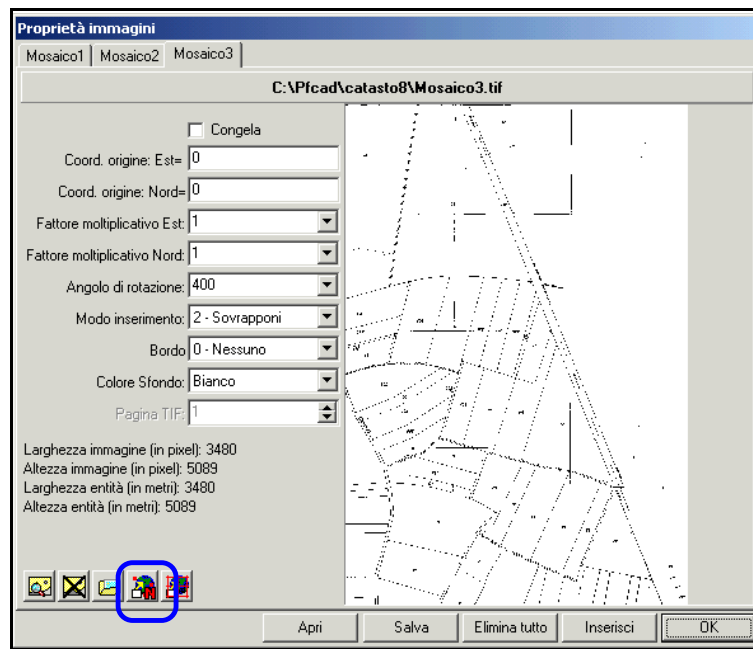 Proprietà immagini
Mosaico1 Mosaico2 Mosaico3
C:\Pfcad\catasto8\Mosaico3.tif
Congela
Coord. origine: Est= 0
Coord. origine: Nord= 0
Fattore moltiplicativo Est: 1
Fattore moltiplicativo Nord: 1
Angolo di rotazione: 400
Modo inserimento: 2 - Sovrapponi
Bordo 0 - Nessuno
Colore Sfondo: Bianco
Pagina TIF: 1
Larghezza immagine (in pixel): 3480
Altezza immagine (in pixel): 5089
Larghezza entità (in metri): 3480
Altezza entità (in metri): 5089
Apri Salva Elimina tutto Inserisci OK